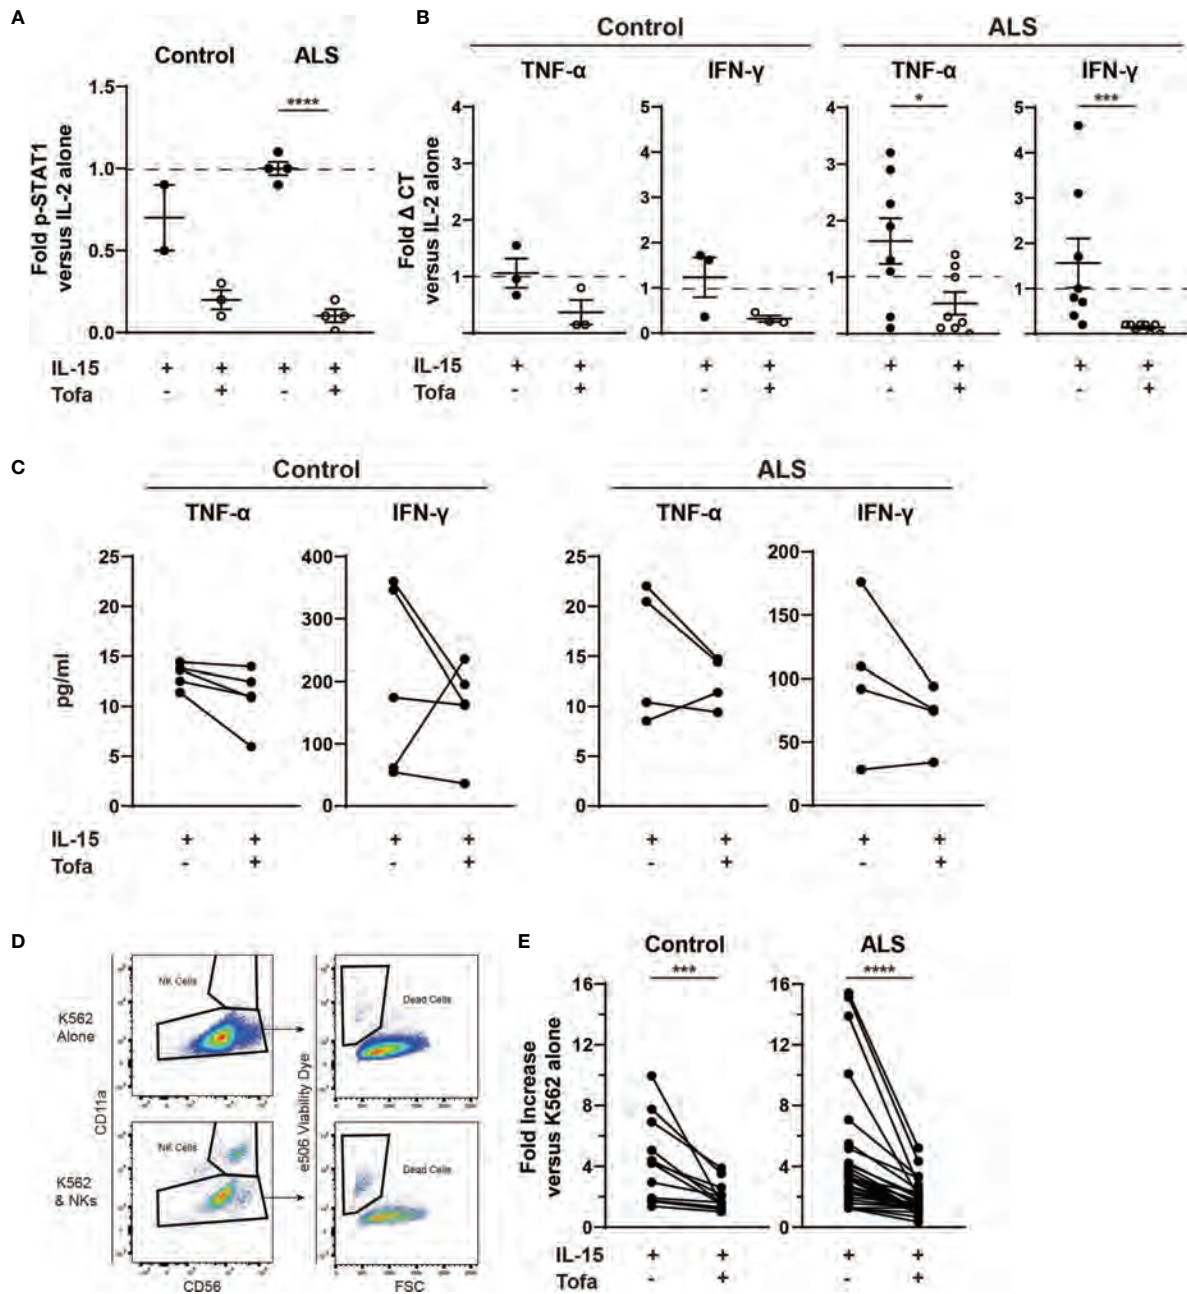 A
Control ALS
****
Fold p-STAT1
versus IL-2 alone
1.5
1.0
0.5
0.0
IL-15 + + + +
Tofa - + - +
B
Control ALS
TNF-α IFN-γ TNF-α IFN-γ
* ***
Fold Δ CT
versus IL-2 alone
4 5 4 5
3 4 3 4
2 3 2 3
1 2 1 2
1 1
0 0 0
IL-15 + + + + + + + +
Tofa - + - + - + - +
C
Control ALS
TNF-α IFN-γ TNF-α IFN-γ
pg/ml
25 400 25 200
20 300 20 150
15 200 15 100
10 100 10 50
5 0 5 0
0 0
IL-15 + + + + + + + +
Tofa - + - + - + - +
D
K562
Alone
NK Cells
Dead Cells
K562
& NKs
NK Cells
Dead Cells
CD11a
e506 Viability Dye
CD56 FSC
E
Control ALS
*** ****
Fold Increase
versus K562 alone
16 16
12 12
8 8
4 4
0 0
IL-15 + + + +
Tofa - + - +